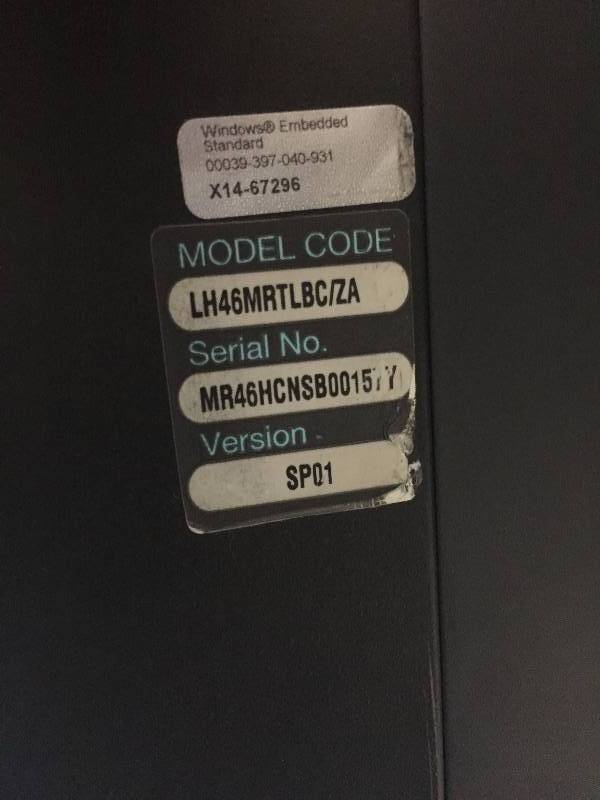 Windows® Embedded
Standard
00039-397-040-931
X14-67296
MODEL CODE
LH46MRTLBC/ZA
Serial No.
Version
SP01